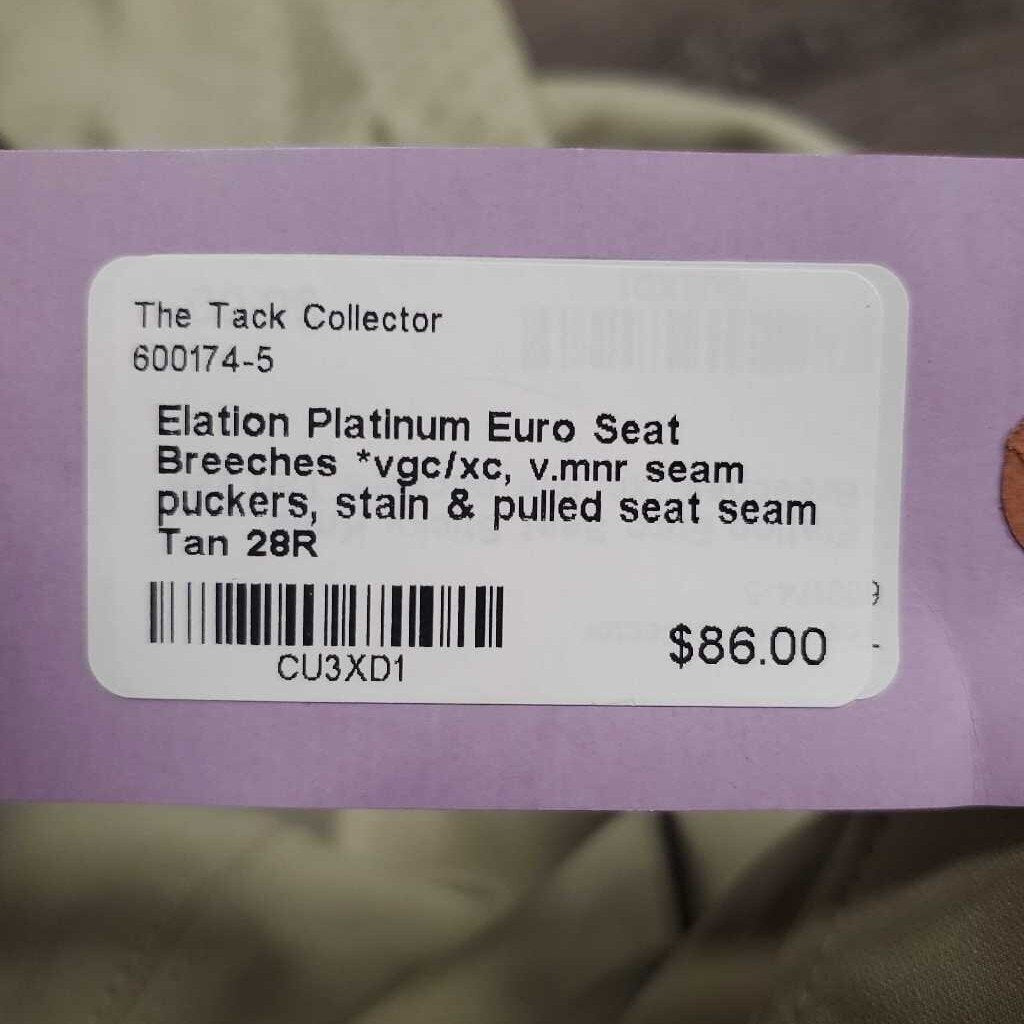 The Tack Collector
600174-5
Elation Platinum Euro Seat
Breeches *vgc/xc, v.mnr seam
puckers, stain & pulled seat seam
Tan 28R
CU3XD1
$86.00